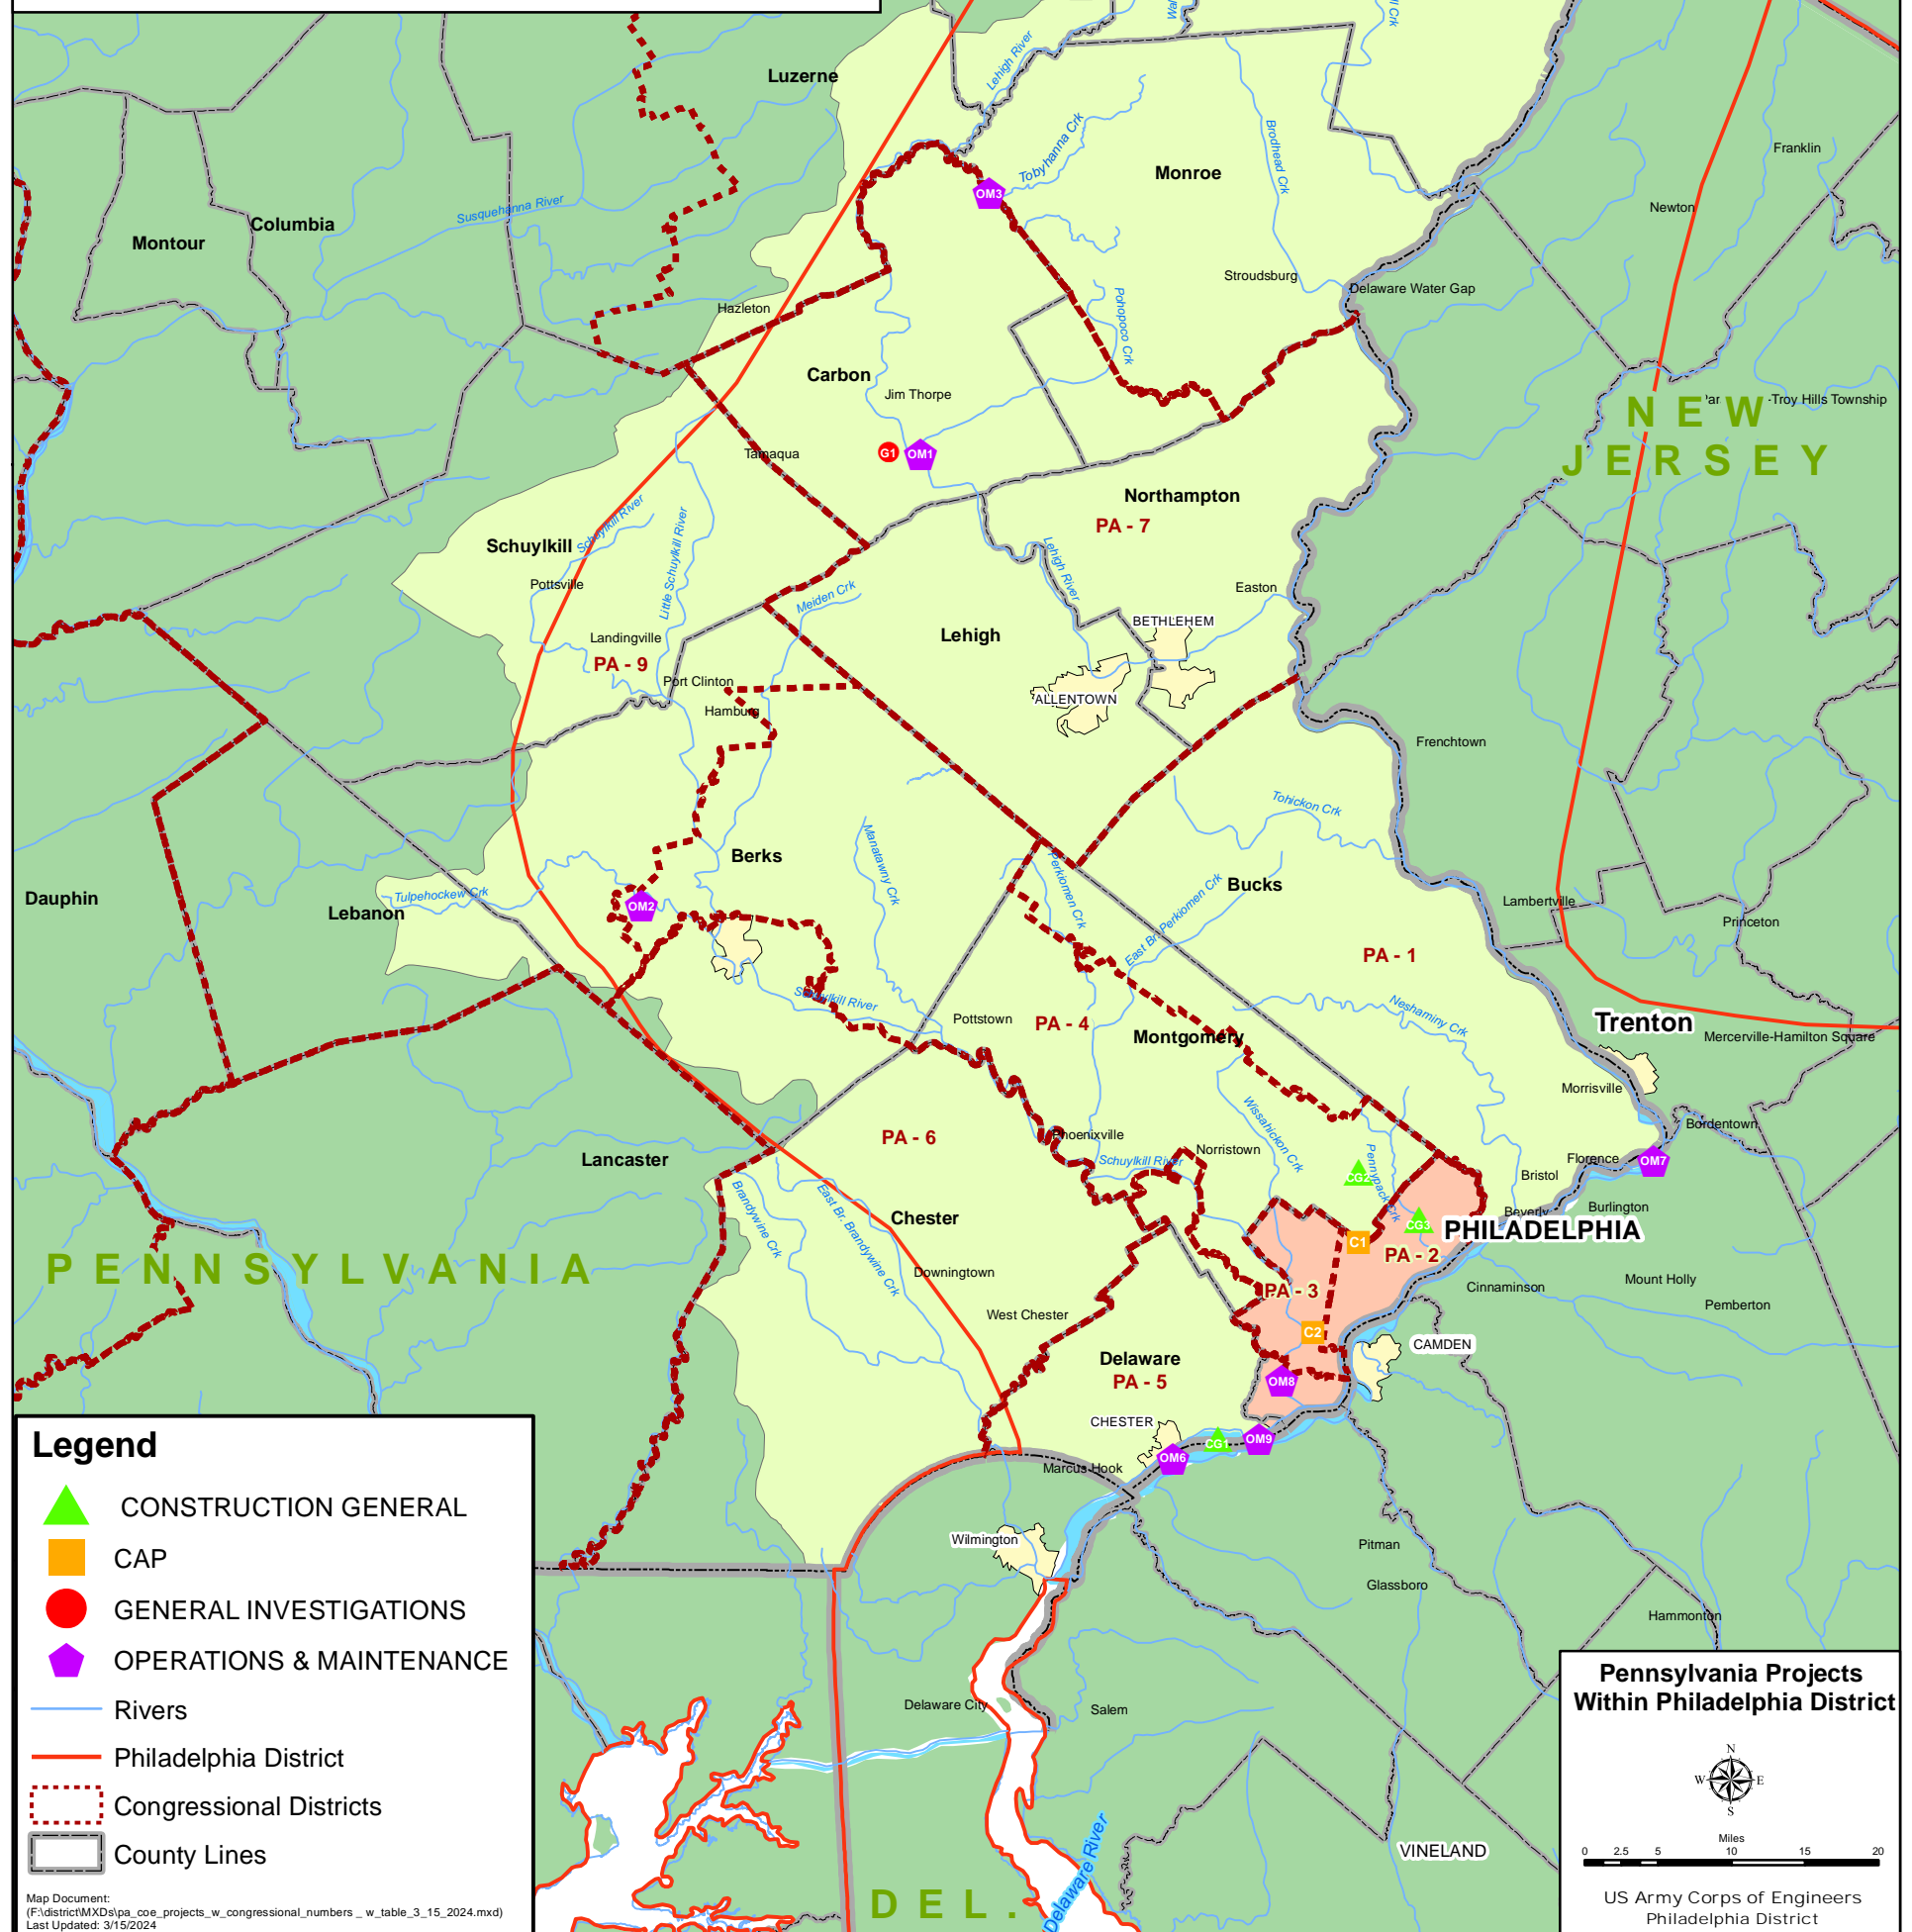 Luzerne
Lehigh River
Tobyhanna Crk
Brodhead Crk
Monroe
Franklin
Newton
OM3
Columbia
Montour
Susquehanna River
Stroudsburg
Delaware Water Gap
Pohopoco Crk
Hazleton
Carbon
Jim Thorpe
-Troy Hills Township
NEW
JERSEY
G1
OM1
Tamaqua
Northampton
PA - 7
Schuylkill
Schuylkill River
Little Schuylkill River
Pottsville
Meiden Crk
Lehigh River
Easton
BETHLEHEM
Landingville
PA - 9
Lehigh
Port Clinton
ALLENTOWN
Hamburg
Frenchtown
Tohickon Crk
Berks
Manatawny Crk
Perkiomen Crk
East Br. Perkiomen Crk
Bucks
Dauphin
Lebanon
Tulpehockew Crk
OM2
Lambertville
Princeton
PA - 1
Schuylkill River
Pottstown
PA - 4
Montgomery
Neshaminy Crk
Trenton
Mercerville-Hamilton Square
Morrisville
Wissahickon Crk
Bordentown
PA - 6
Phoenixville
Norristown
Pennypack Crk
Lancaster
Schuylkill River
Florence
OM7
CG2
Bristol
Brandywine Crk
East Br. Brandywine Crk
Chester
Beverly
Burlington
CG3
PHILADELPHIA
C1
PA - 2
PENNSYLVANIA
Downingtown
PA - 3
Cinnaminson
Mount Holly
Pemberton
West Chester
C2
CAMDEN
Delaware
PA - 5
OM8
CHESTER
CG1
OM9
OM6
Marcus Hook
Wilmington
Pitman
Glassboro
Hammonton
Delaware City
Salem
VINELAND
Delaware River
DEL.
Legend
CONSTRUCTION GENERAL
CAP
GENERAL INVESTIGATIONS
OPERATIONS & MAINTENANCE
Rivers
Philadelphia District
Congressional Districts
County Lines
Map Document:
(F:\district\MXDs\pa_coe_projects_w_congressional_numbers _ w_table_3_15_2024.mxd)
Last Updated: 3/15/2024
Pennsylvania Projects
Within Philadelphia District
N
W E
S
Miles
0 2.5 5 10 15 20
US Army Corps of Engineers
Philadelphia District